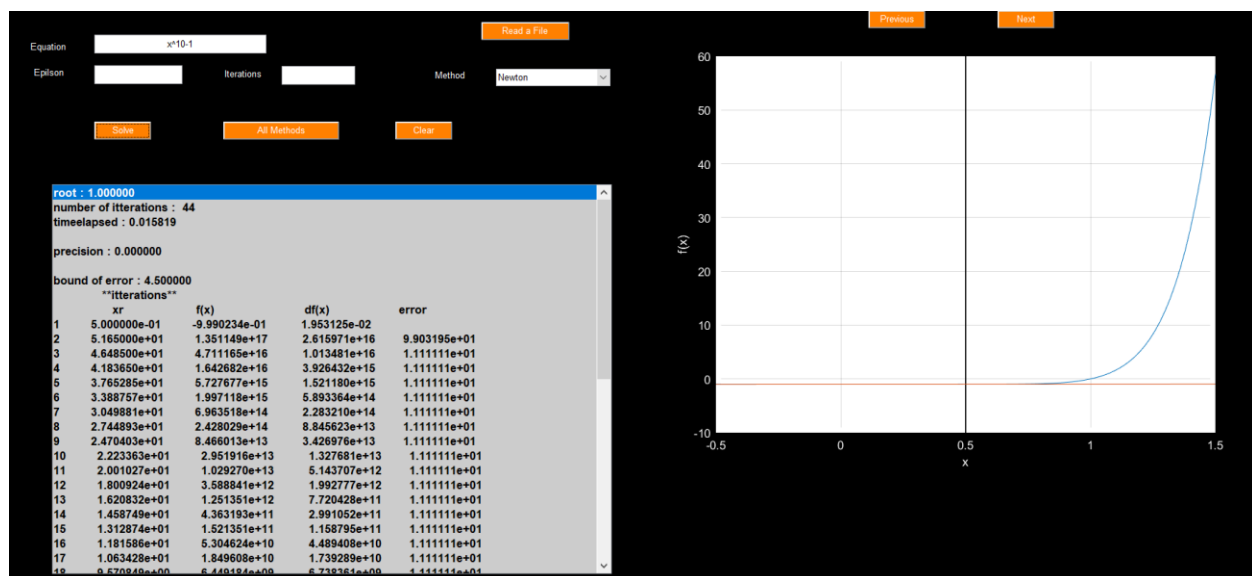 Read a File
Previous
Next
Equation
x^10-1
Epilson
Iterations
Method
Newton
Solve
All Methods
Clear
root : 1.000000
number of itterations : 44
timeelapsed : 0.015819
precision : 0.000000
bound of error : 4.500000
**itterations**
xr f(x) df(x) error
1 5.000000e-01 -9.990234e-01 1.953125e-02
2 5.165000e+01 1.351149e+17 2.615971e+16 9.903195e+01
3 4.648500e+01 4.711165e+16 1.013481e+16 1.111111e+01
4 4.183650e+01 1.642682e+16 3.926432e+15 1.111111e+01
5 3.765285e+01 5.727677e+15 1.521180e+15 1.111111e+01
6 3.388757e+01 1.997118e+15 5.893364e+14 1.111111e+01
7 3.049881e+01 6.963518e+14 2.283210e+14 1.111111e+01
8 2.744893e+01 2.428029e+14 8.845623e+13 1.111111e+01
9 2.470403e+01 8.466013e+13 3.426976e+13 1.111111e+01
10 2.223363e+01 2.951916e+13 1.327681e+13 1.111111e+01
11 2.001027e+01 1.029270e+13 5.143707e+12 1.111111e+01
12 1.800924e+01 3.588841e+12 1.992777e+12 1.111111e+01
13 1.620832e+01 1.251351e+12 7.720428e+11 1.111111e+01
14 1.458749e+01 4.363193e+11 2.991052e+11 1.111111e+01
15 1.312874e+01 1.521351e+11 1.158795e+11 1.111111e+01
16 1.181586e+01 5.304624e+10 4.489408e+10 1.111111e+01
17 1.063428e+01 1.849608e+10 1.739289e+10 1.111111e+01
18 9.570849e+00 6.449184e+09 6.738361e+09 1.111111e+01
60
50
40
30
20
10
0
-10
f(x)
-0.5 0 0.5 1 1.5
x